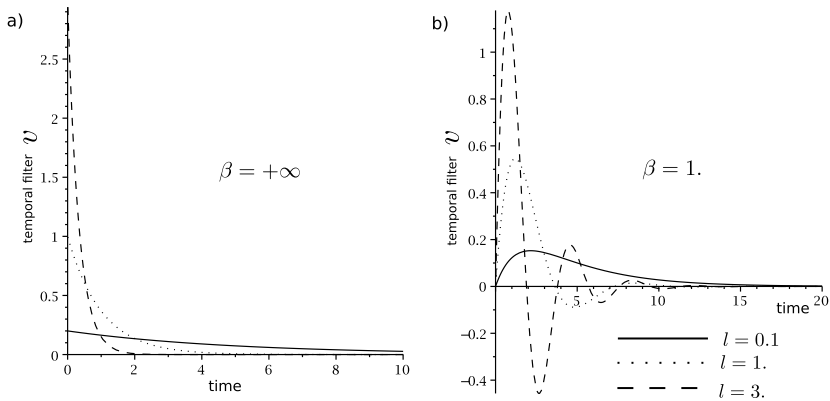 a)
temporal filter v
2.5
2
1.5
1
0.5
0
β = +∞
0 2 4 6 8 10
time
b)
temporal filter v
1
0.8
0.6
0.4
0.2
0
−0.2
−0.4
β = 1.
5 10 15 20
time
l = 0.1
l = 1.
l = 3.